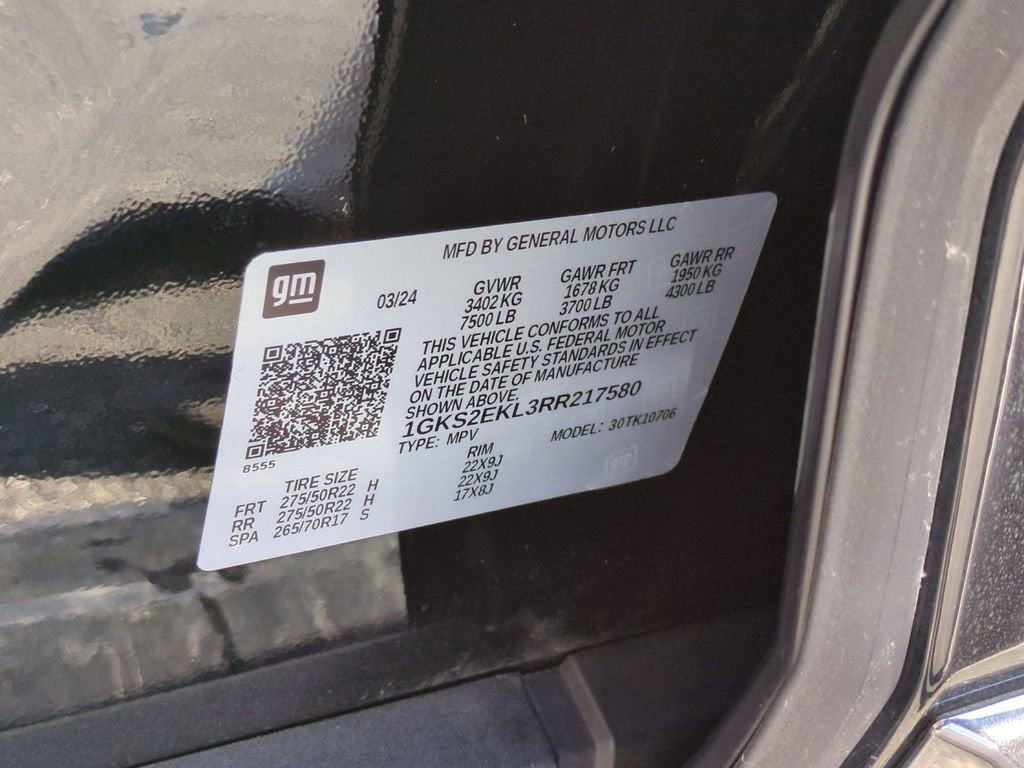 MFD BY GENERAL MOTORS LLC
gm
03/24
GVWR GAWR FRT GAWR RR
3402 KG 1678 KG 1950 KG
7500 LB 3700 LB 4300 LB
THIS VEHICLE CONFORMS TO ALL
APPLICABLE U.S. FEDERAL MOTOR
VEHICLE SAFETY STANDARDS IN EFFECT
ON THE DATE OF MANUFACTURE
SHOWN ABOVE.
1GKS2EKL3RR217580
TYPE: MPV MODEL: 30TK10706
8555
TIRE SIZE RIM
FRT 275/50R22 H 22X9J
RR 275/50R22 H 22X9J
SPA 265/70R17 S 17X8J
gm